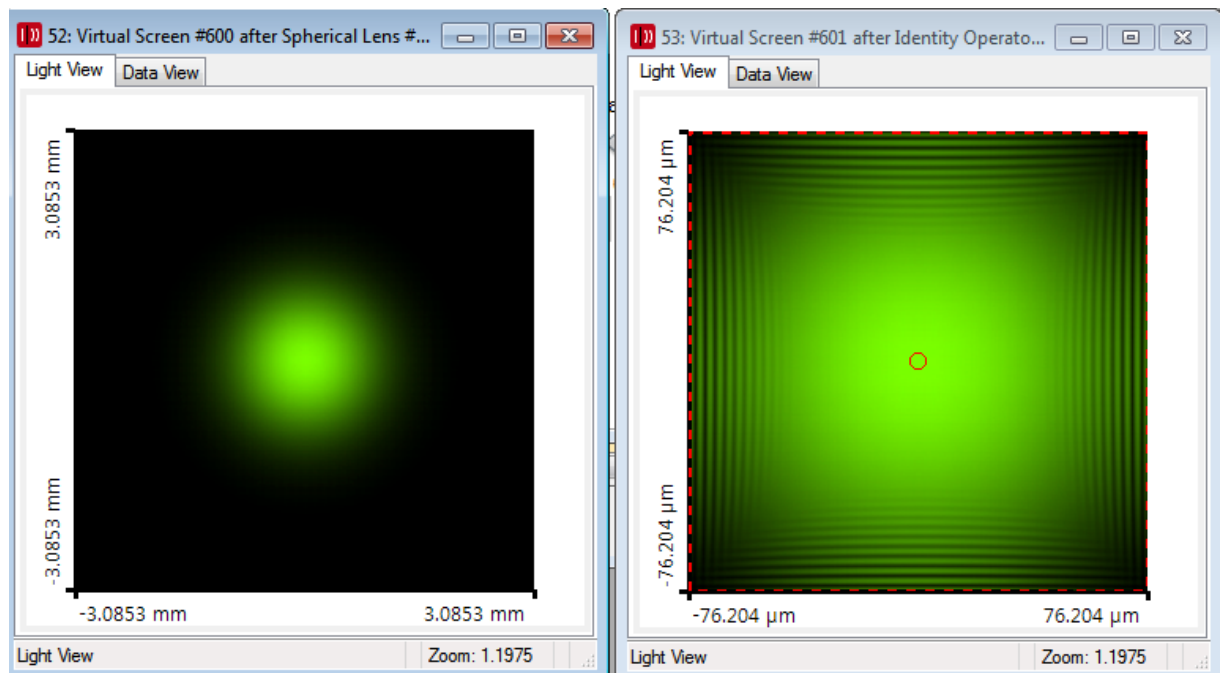 52: Virtual Screen #600 after Spherical Lens #...
Light View
Data View
3.0853 mm
-3.0853 mm
-3.0853 mm
3.0853 mm
Light View
Zoom: 1.1975
53: Virtual Screen #601 after Identity Operato...
Light View
Data View
76.204 µm
-76.204 µm
-76.204 µm
76.204 µm
Light View
Zoom: 1.1975